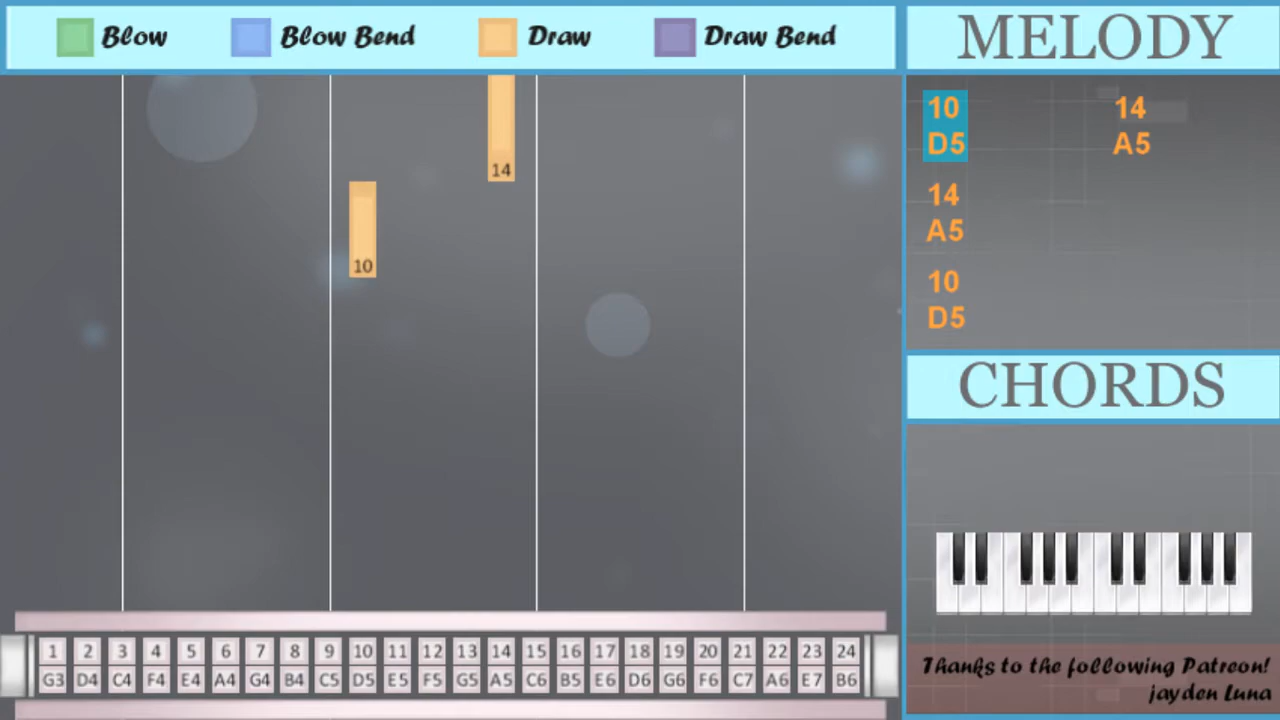 Blow Blow Bend Draw Draw Bend
MELODY
14
10
10 14
D5 A5
14
A5
10
D5
CHORDS
1 2 3 4 5 6 7 8 9 10 11 12 13 14 15 16 17 18 19 20 21 22 23 24
G3 D4 C4 F4 E4 A4 G4 B4 C5 D5 E5 F5 G5 A5 C6 B5 E6 D6 G6 F6 C7 A6 E7 B6
Thanks to the following Patreon!
jayden Luna